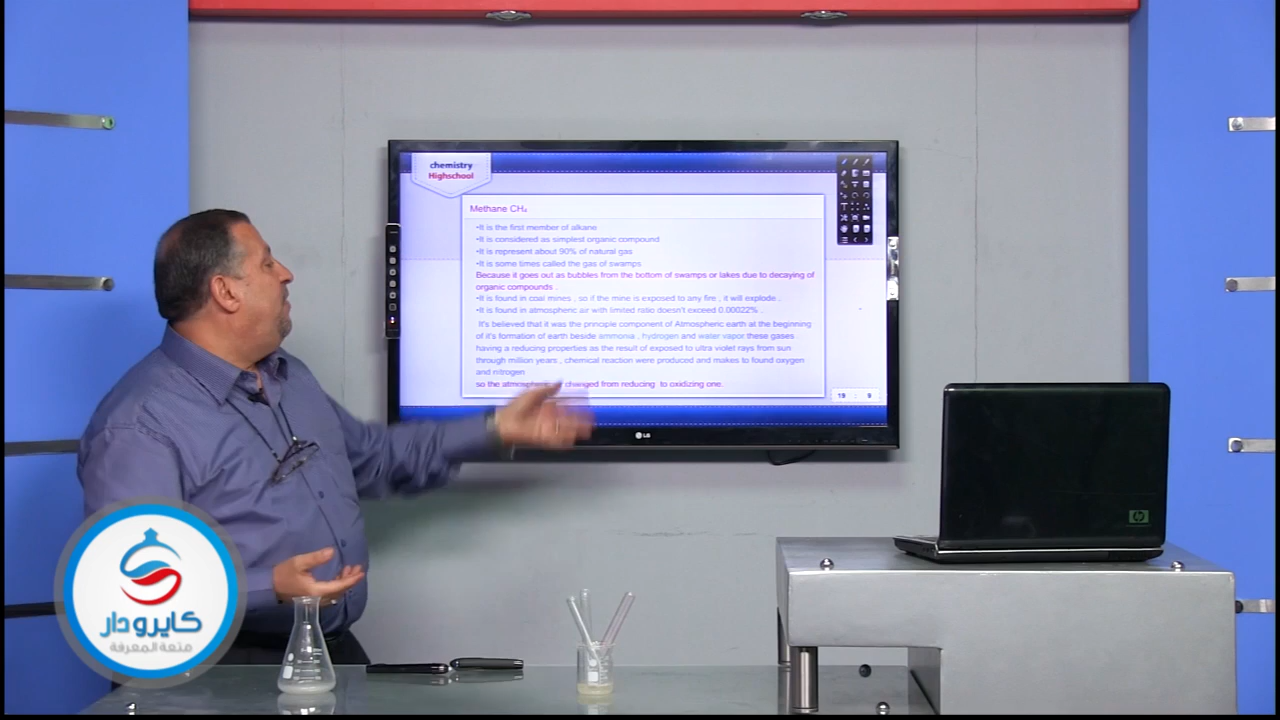 chemistry
Highschool
Methane CH₄
•It is the first member of alkane
•It is considered as simplest organic compound
•It is represent about 90% of natural gas
•It is some times called the gas of swamps
Because it goes out as bubbles from the bottom of swamps or lakes due to decaying of
organic compounds .
•It is found in coal mines , so if the mine is exposed to any fire , it will explode .
•It is found in atmospheric air with limited ratio doesn't exceed 0.00022% .
It's believed that it was the principle component of Atmospheric earth at the beginning
of it's formation of earth beside ammonia , hydrogen and water vapor these gases
having a reducing properties as the result of exposed to ultra violet rays from sun
through million years , chemical reaction were produced and makes to found oxygen
and nitrogen
so the changed from reducing to oxidizing one.
19 : 9
LG
hp
كايرودار
متعة المعرفة